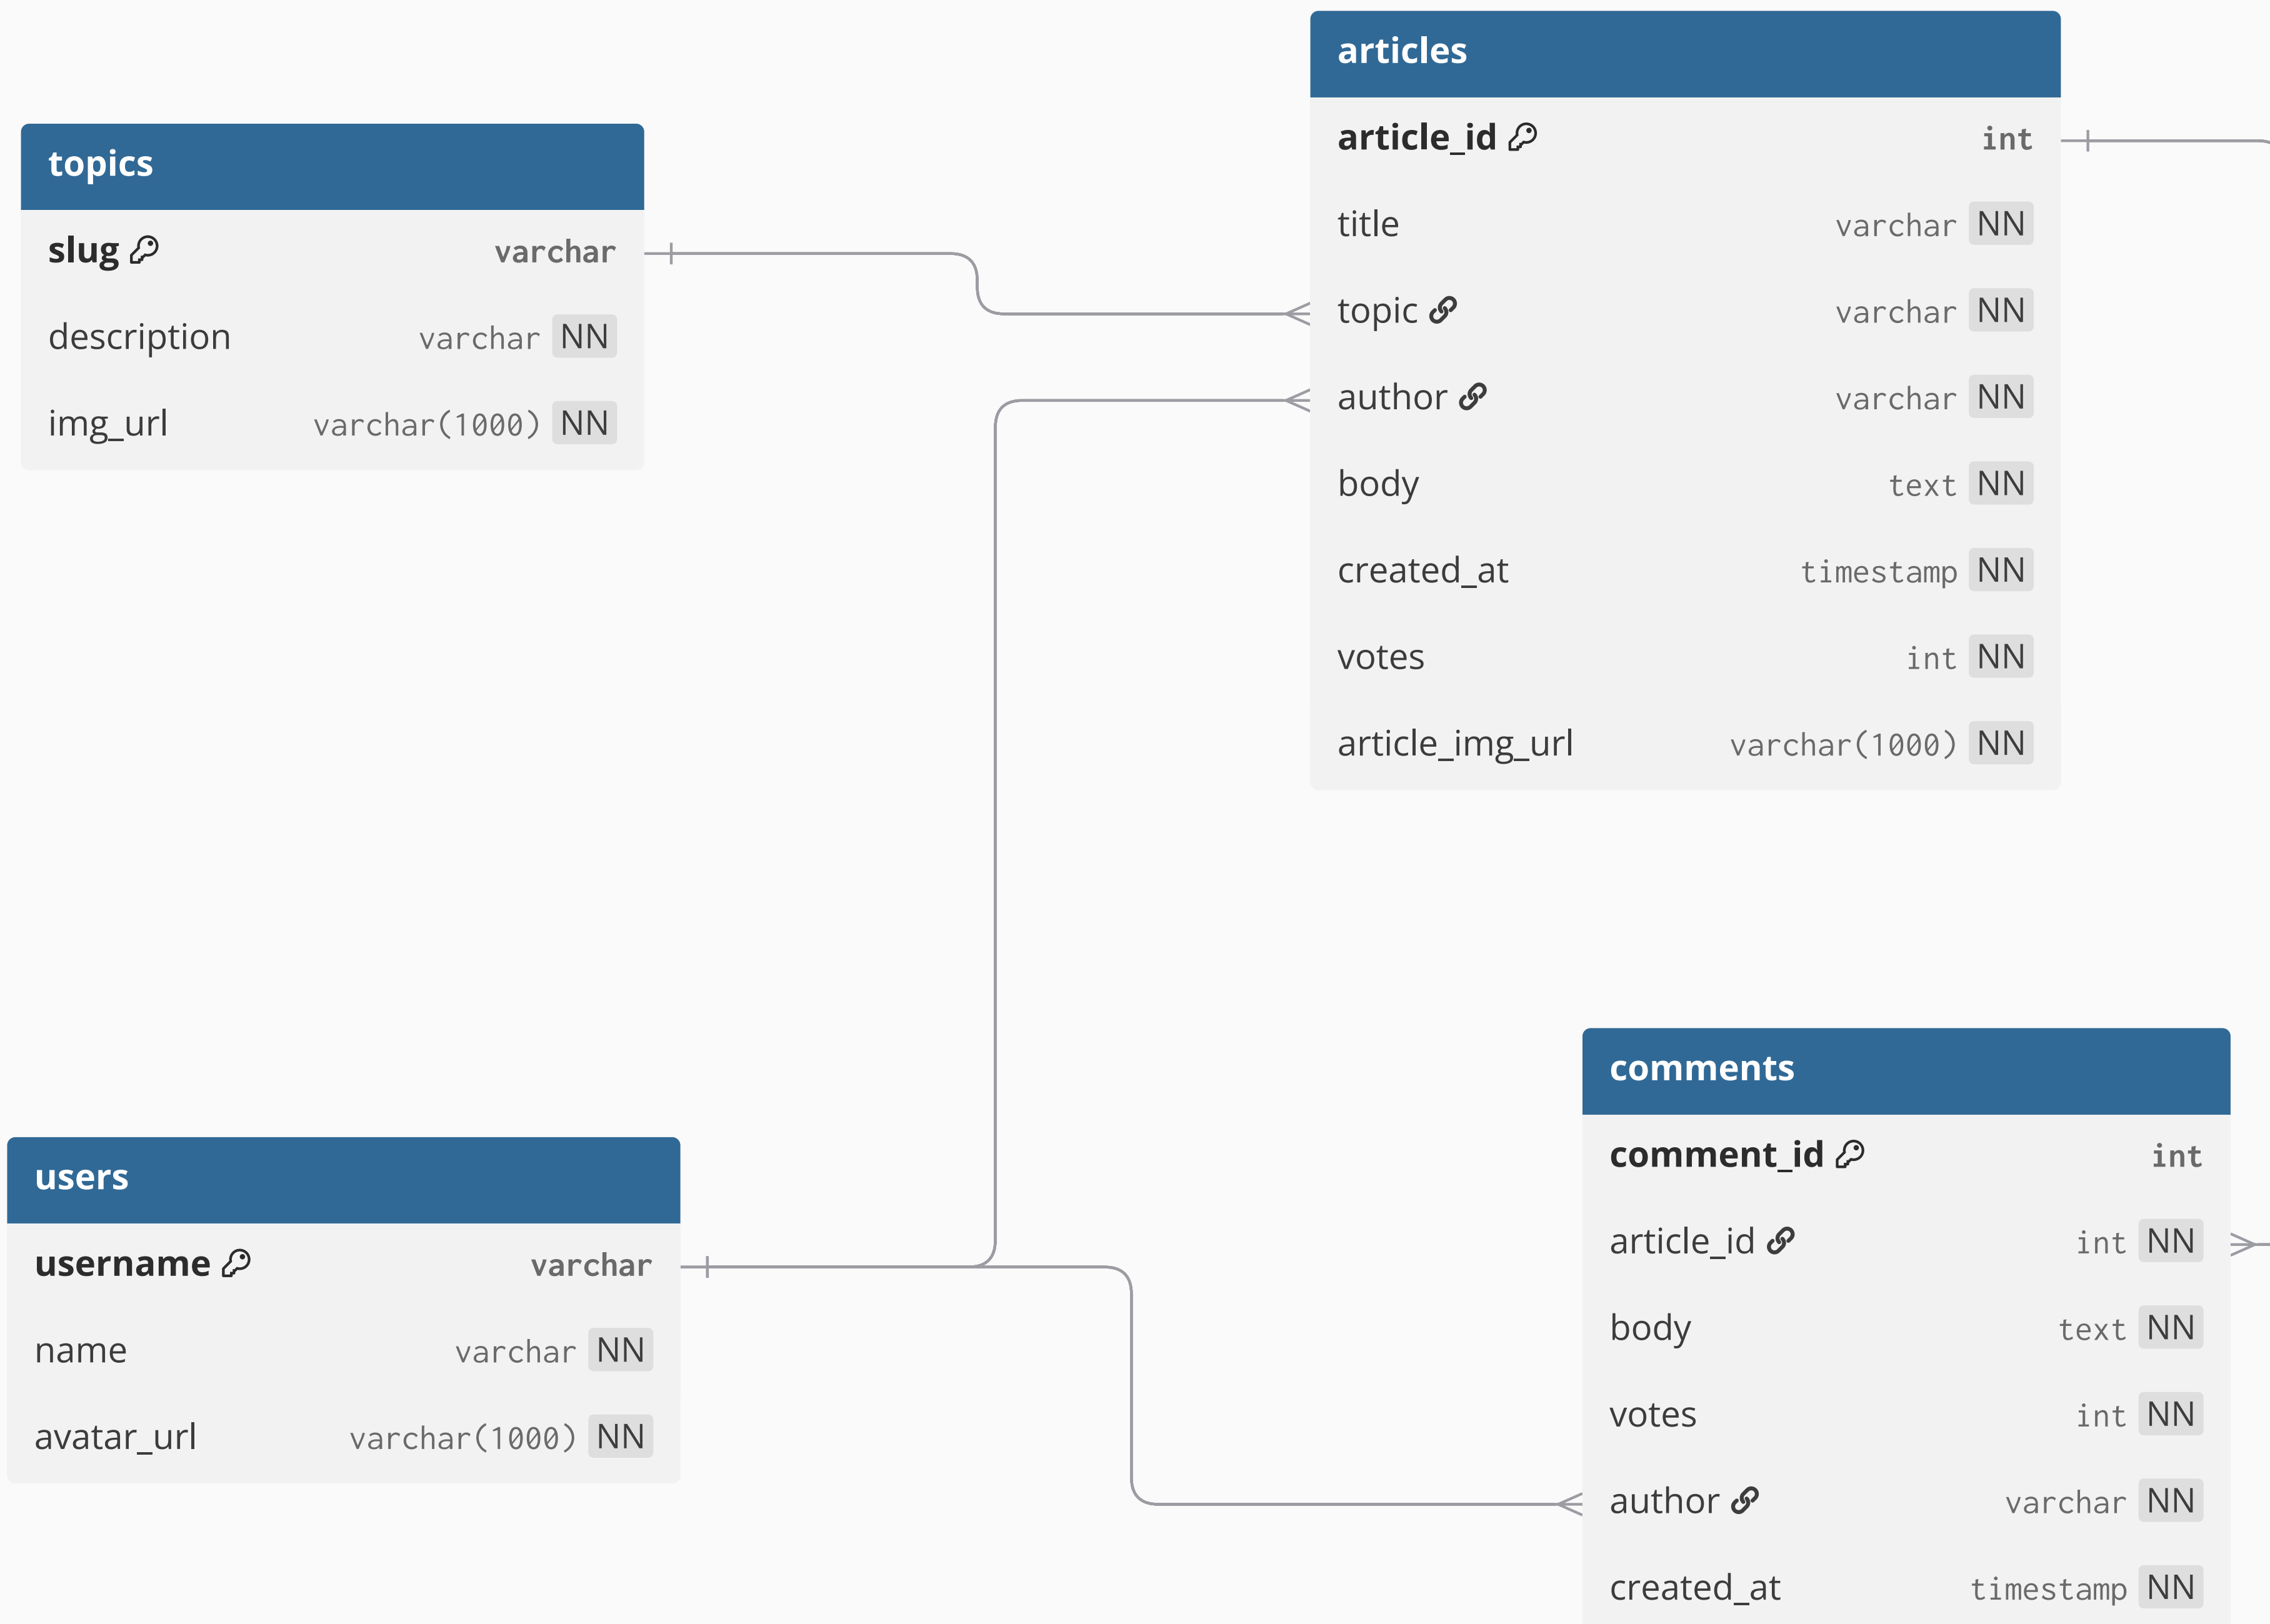 topics
slug varchar
description varchar NN
img_url varchar(1000) NN
articles
article_id int
title varchar NN
topic varchar NN
author varchar NN
body text NN
created_at timestamp NN
votes int NN
article_img_url varchar(1000) NN
users
username varchar
name varchar NN
avatar_url varchar(1000) NN
comments
comment_id int
article_id int NN
body text NN
votes int NN
author varchar NN
created_at timestamp NN